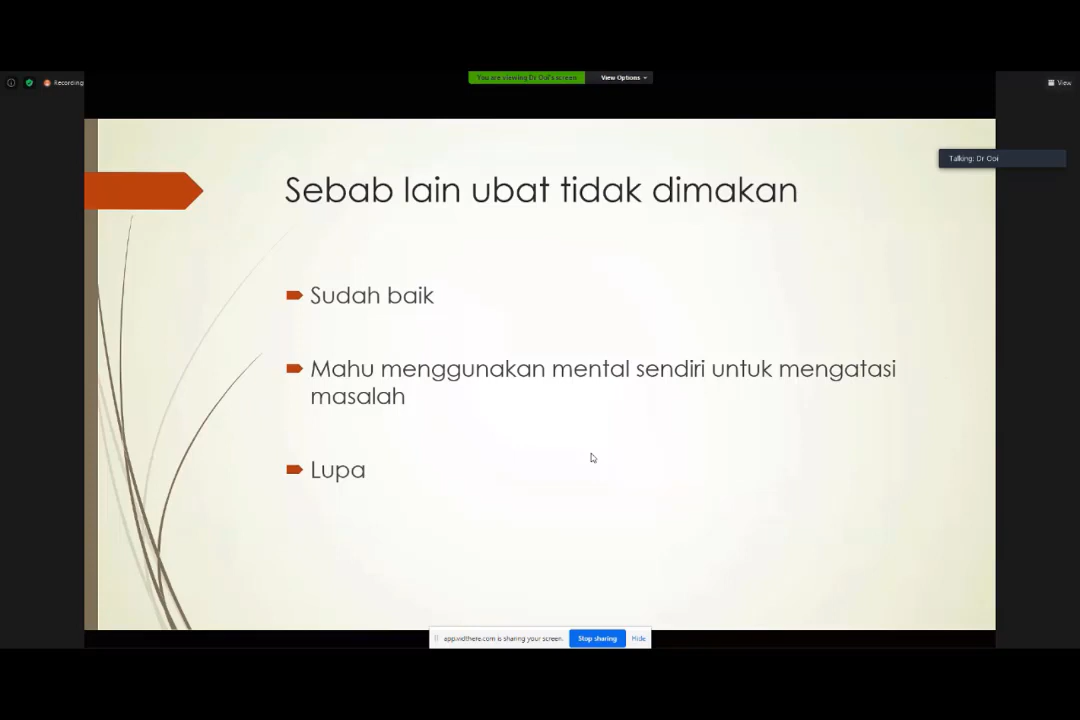 You are viewing Dr Ooi's screen
View Options
Recording
View
Talking: Dr Ooi
Sebab lain ubat tidak dimakan
Sudah baik
Mahu menggunakan mental sendiri untuk mengatasi
masalah
Lupa
app.vidthere.com is sharing your screen.
Stop sharing
Hide